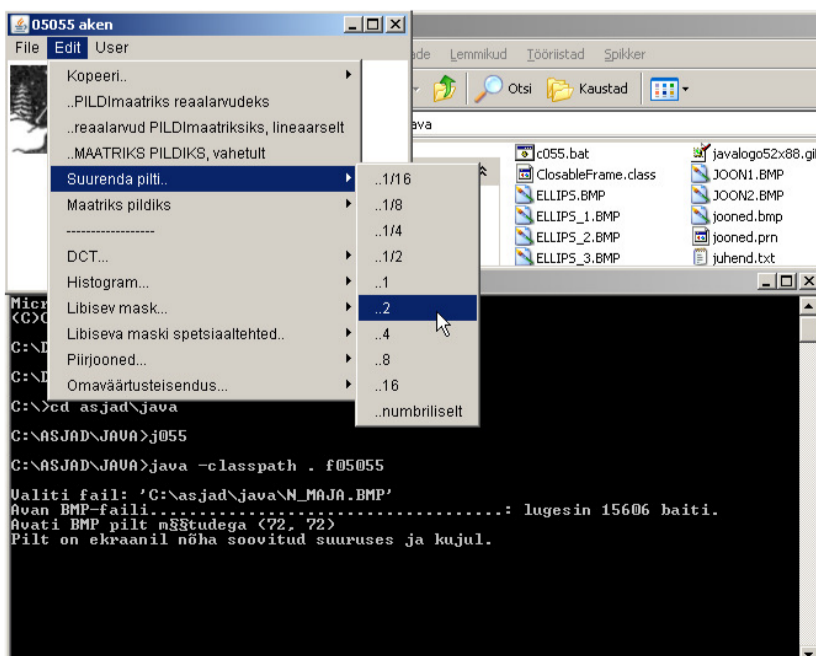 05055 aken
File Edit User
Kopeeri..
..PILDImaatriks reaalarvudeks
..reaalarvud PILDImaatriksiks, lineaarselt
..MAATRIKS PILDIKS, vahetult
Suurenda pilti..
Maatriks pildiks
------------------
DCT...
Histogram...
Libisev mask...
Libiseva maski spetsiaaltehted..
Piirjooned...
Omaväärtusteisendus...
..1/16
..1/8
..1/4
..1/2
..1
..2
..4
..8
..16
..numbriliselt
Lemmikud Tööriistad Spikker
Otsi Kaustad
ava
c055.bat
ClosableFrame.class
ELLIPS.BMP
ELLIPS_1.BMP
ELLIPS_2.BMP
ELLIPS_3.BMP
javalogo52x88.gi
JOON1.BMP
JOON2.BMP
jooned.bmp
jooned.prn
juhend.txt
Micr
C:\D
C:\D
C:\>cd asjad\java
C:\ASJAD\JAVA>j055
C:\ASJAD\JAVA>java -classpath . f05055
Valiti fail: 'C:\asjad\java\N_MAJA.BMP'
Avan BMP-faili...................................: lugesin 15606 baiti.
Avati BMP pilt m§§tudega (72, 72)
Pilt on ekraanil nõha soovitud suuruses ja kujul.